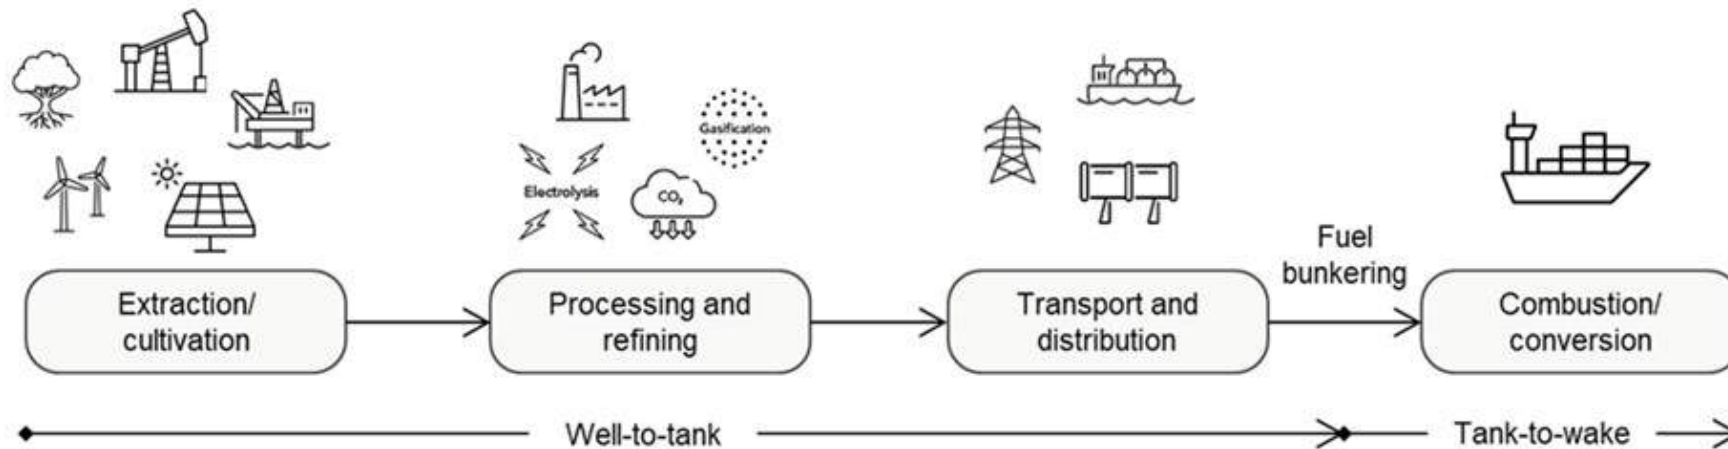 Gasification
Electrolysis
CO₂
Fuel
bunkering
Extraction/
cultivation
Processing and
refining
Transport and
distribution
Combustion/
conversion
Well-to-tank
Tank-to-wake